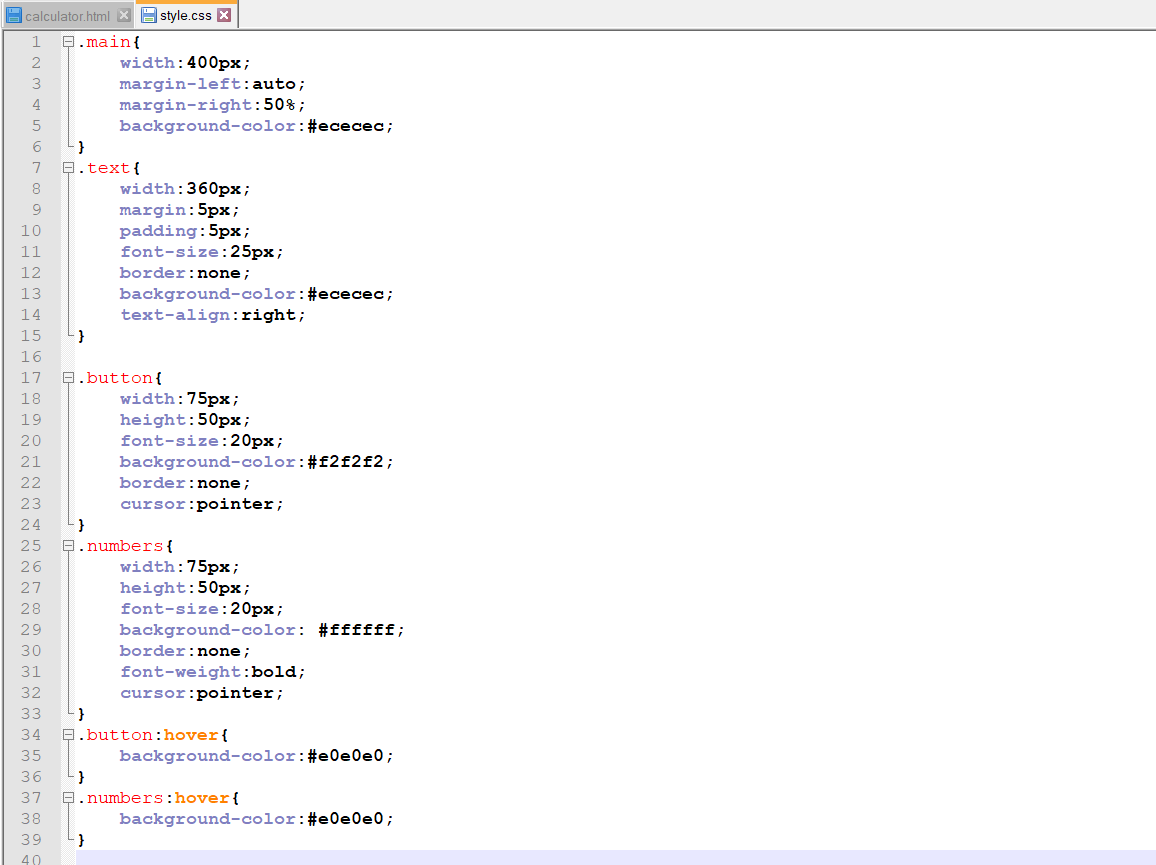 calculator.html
style.css
1 .main{
2 width:400px;
3 margin-left:auto;
4 margin-right:50%;
5 background-color:#ececec;
6 }
7 .text{
8 width:360px;
9 margin:5px;
10 padding:5px;
11 font-size:25px;
12 border:none;
13 background-color:#ececec;
14 text-align:right;
15 }
16
17 .button{
18 width:75px;
19 height:50px;
20 font-size:20px;
21 background-color:#f2f2f2;
22 border:none;
23 cursor:pointer;
24 }
25 .numbers{
26 width:75px;
27 height:50px;
28 font-size:20px;
29 background-color: #ffffff;
30 border:none;
31 font-weight:bold;
32 cursor:pointer;
33 }
34 .button:hover{
35 background-color:#e0e0e0;
36 }
37 .numbers:hover{
38 background-color:#e0e0e0;
39 }
40